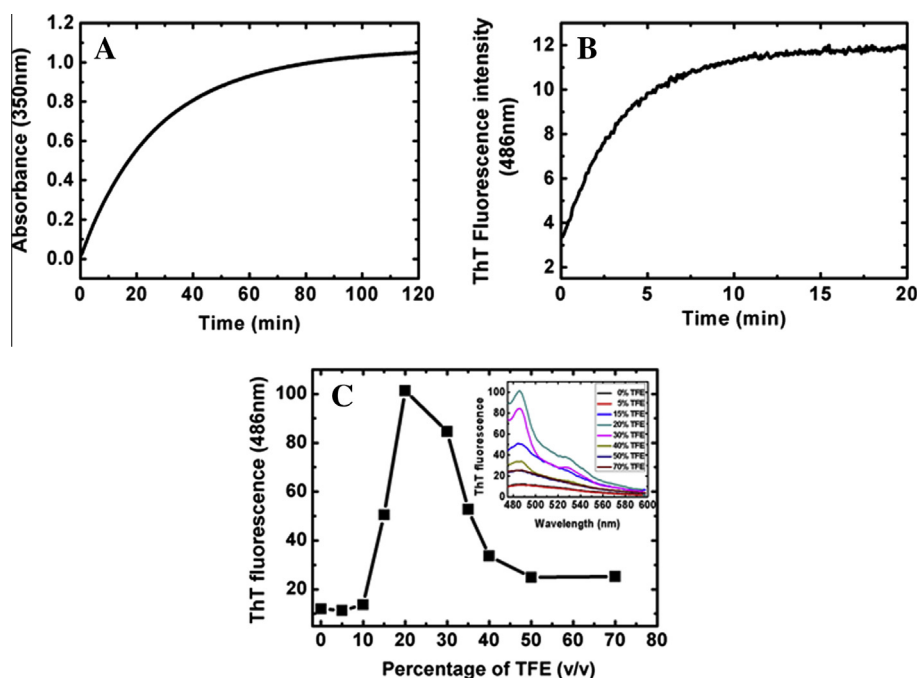 A
Absorbance (350nm)
1.2
1.0
0.8
0.6
0.4
0.2
0.0
0 20 40 60 80 100 120
Time (min)
B
ThT Fluorescence intensity
(486nm)
12
10
8
6
4
2
0 5 10 15 20
Time (min)
C
ThT fluorescence (486nm)
100
80
60
40
20
0 10 20 30 40 50 60 70 80
Percentage of TFE (v/v)
ThT fluorescence
100
80
60
40
20
0
480 500 520 540 560 580 600
Wavelength (nm)
0% TFE
5% TFE
15% TFE
20% TFE
30% TFE
40% TFE
50% TFE
70% TFE